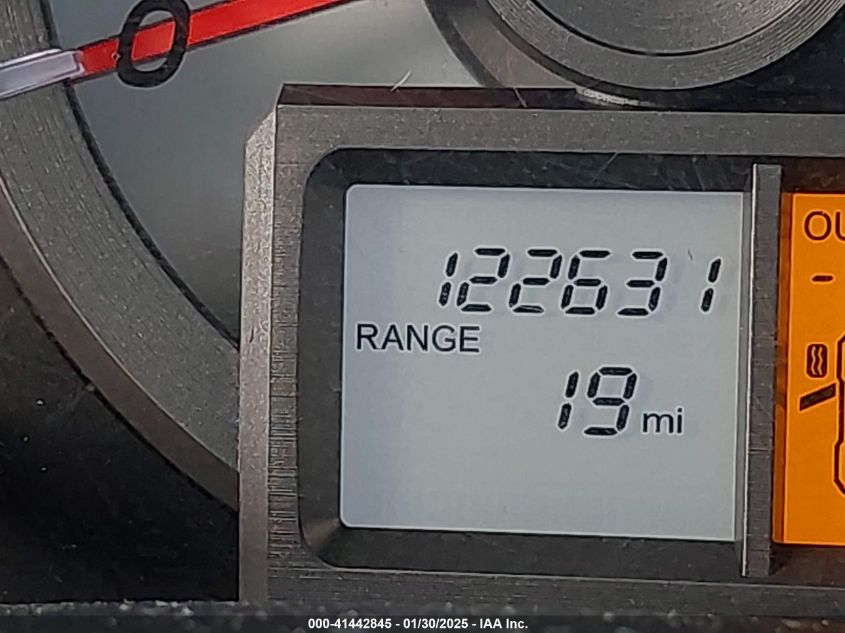 0
122631
RANGE
19 mi
OU
-
000-41442845 - 01/30/2025 - IAA Inc.